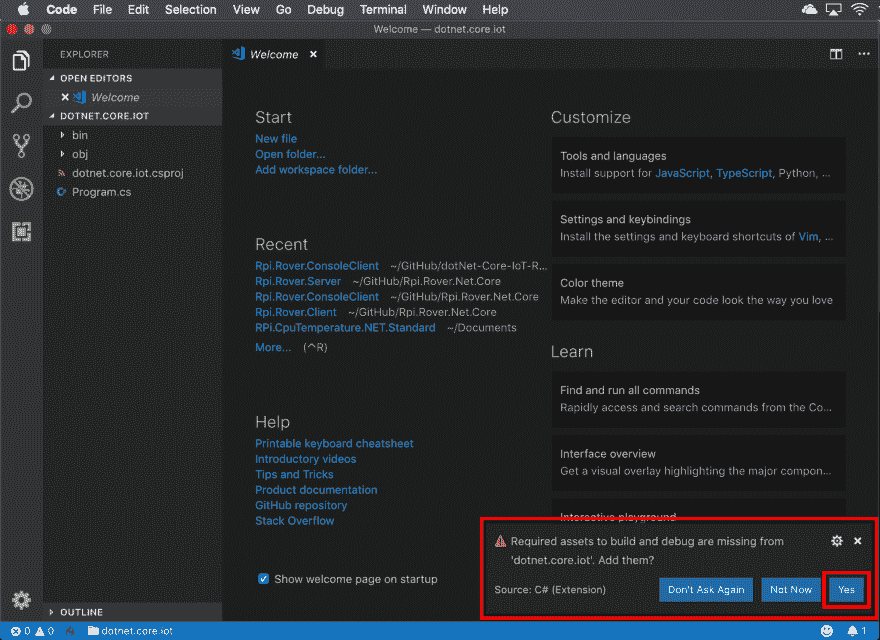 Code File Edit Selection View Go Debug Terminal Window Help
Welcome — dotnet.core.iot
EXPLORER
OPEN EDITORS
Welcome
DOTNET.CORE.IOT
bin
obj
dotnet.core.iot.csproj
Program.cs
OUTLINE
Welcome
Start
New file
Open folder...
Add workspace folder...
Recent
Rpi.Rover.ConsoleClient ~/GitHub/dotNet-Core-IoT-R...
Rpi.Rover.Server ~/GitHub/Rpi.Rover.Net.Core
Rpi.Rover.ConsoleClient ~/GitHub/Rpi.Rover.Net.Core
Rpi.Rover.Client ~/GitHub/Rpi.Rover.Net.Core
RPi.CpuTemperature.NET.Standard ~/Documents
More... (^R)
Help
Printable keyboard cheatsheet
Introductory videos
Tips and Tricks
Product documentation
GitHub repository
Stack Overflow
Show welcome page on startup
Customize
Tools and languages
Install support for JavaScript, TypeScript, Python, ...
Settings and keybindings
Install the settings and keyboard shortcuts of Vim, ...
Color theme
Make the editor and your code look the way you love
Learn
Find and run all commands
Rapidly access and search commands from the Co...
Interface overview
Get a visual overlay highlighting the major compon...
Interactive playground
Required assets to build and debug are missing from
'dotnet.core.iot'. Add them?
Source: C# (Extension) Don't Ask Again Not Now Yes
0 0 dotnet.core.iot 1